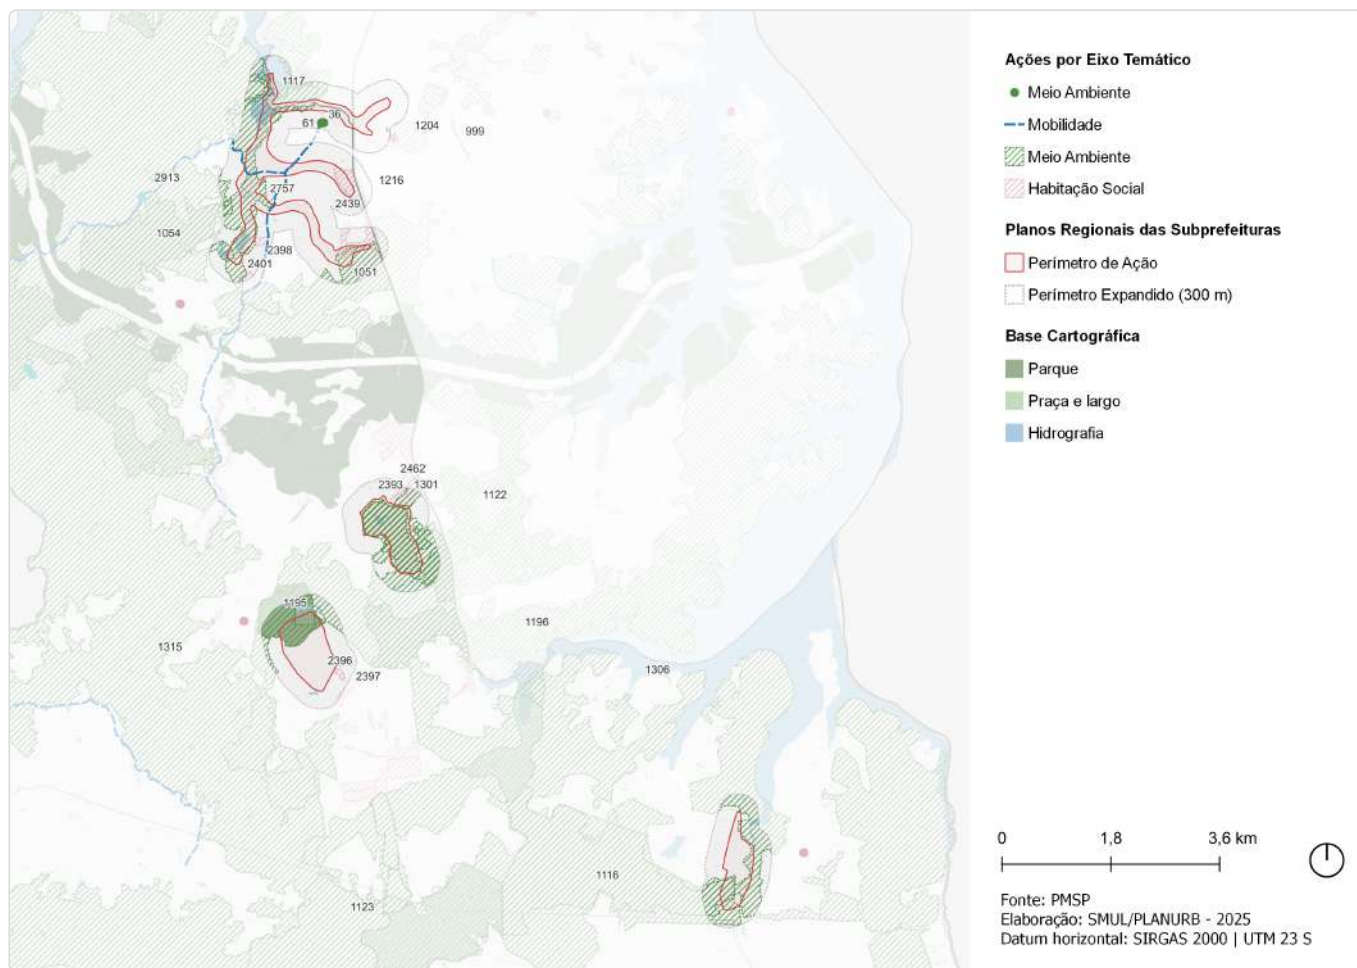 1117
36
61
1204
999
2913
1216
2757
2439
1054
2398
2401
1051
2462
2393
1301
1122
1195
1196
1315
2396
1306
2397
1116
1123
Ações por Eixo Temático
Meio Ambiente
Mobilidade
Meio Ambiente
Habitação Social
Planos Regionais das Subprefeituras
Perímetro de Ação
Perímetro Expandido (300 m)
Base Cartográfica
Parque
Praça e largo
Hidrografia
0 1,8 3,6 km
Fonte: PMSP
Elaboração: SMUL/PLANURB - 2025
Datum horizontal: SIRGAS 2000 | UTM 23 S